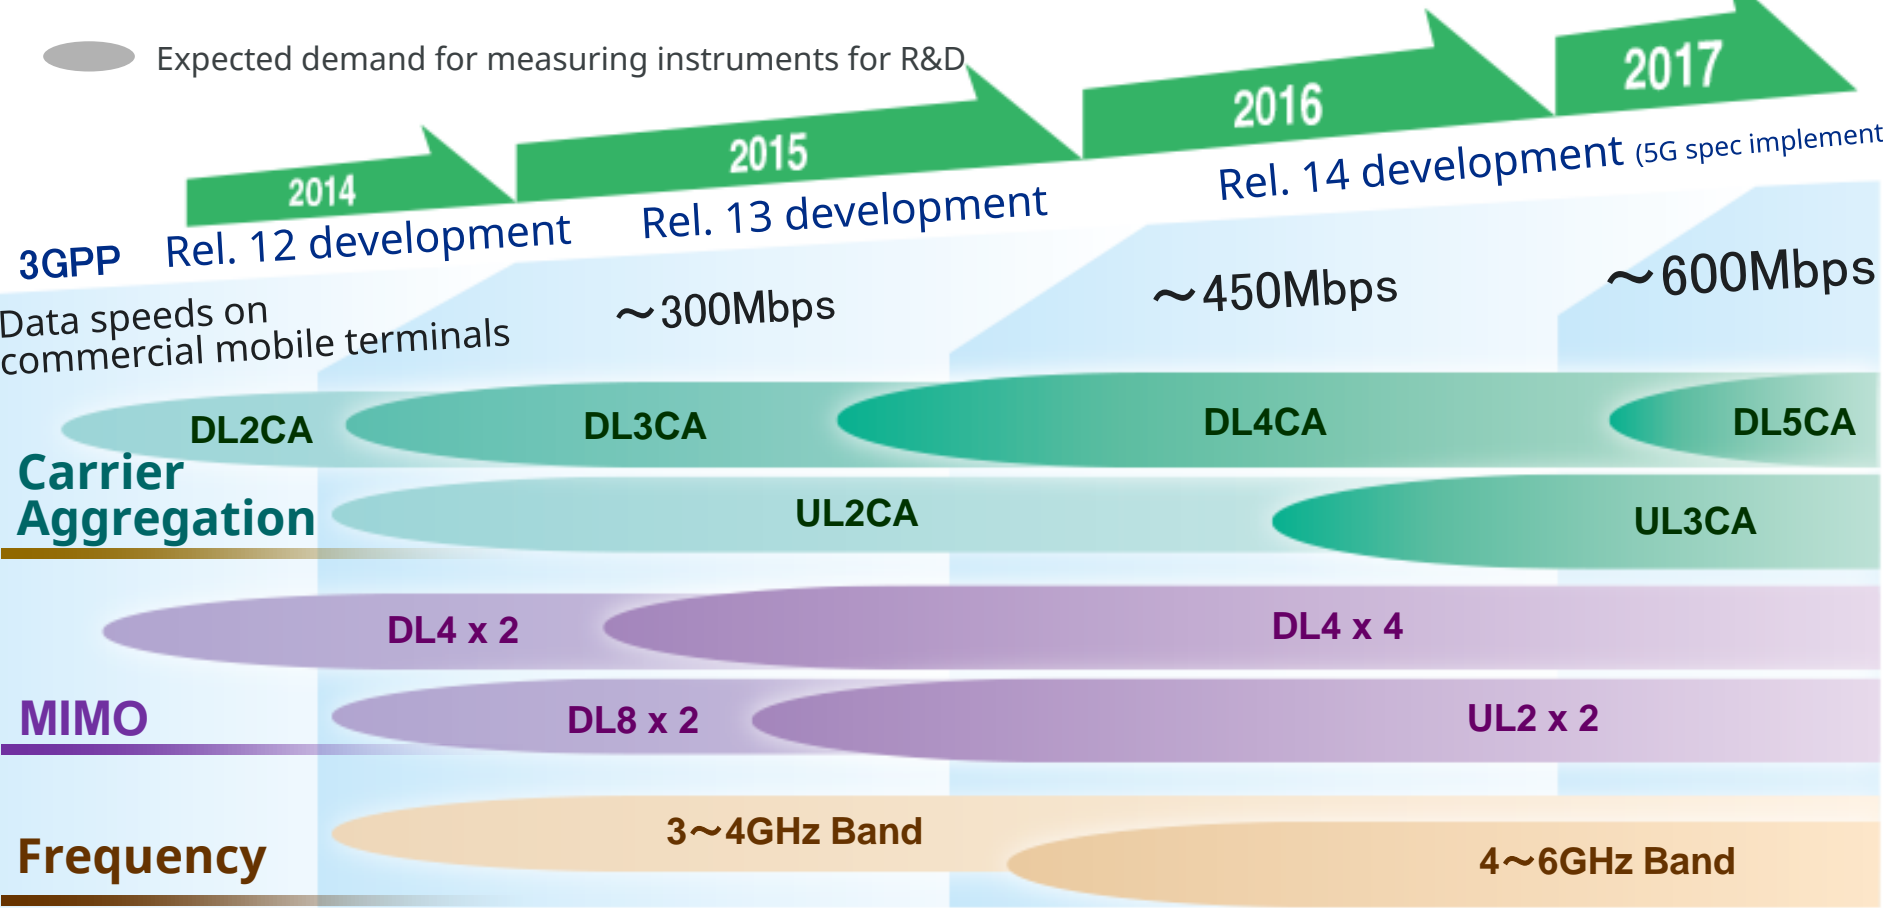 Expected demand for measuring instruments for R&D
2014
2015
2016
2017
3GPP
Rel. 12 development
Rel. 13 development
Rel. 14 development (5G spec implement
Data speeds on
commercial mobile terminals
～300Mbps
～450Mbps
～600Mbps
Carrier
Aggregation
DL2CA
DL3CA
DL4CA
DL5CA
UL2CA
UL3CA
MIMO
DL4 x 2
DL4 x 4
DL8 x 2
UL2 x 2
Frequency
3～4GHz Band
4～6GHz Band